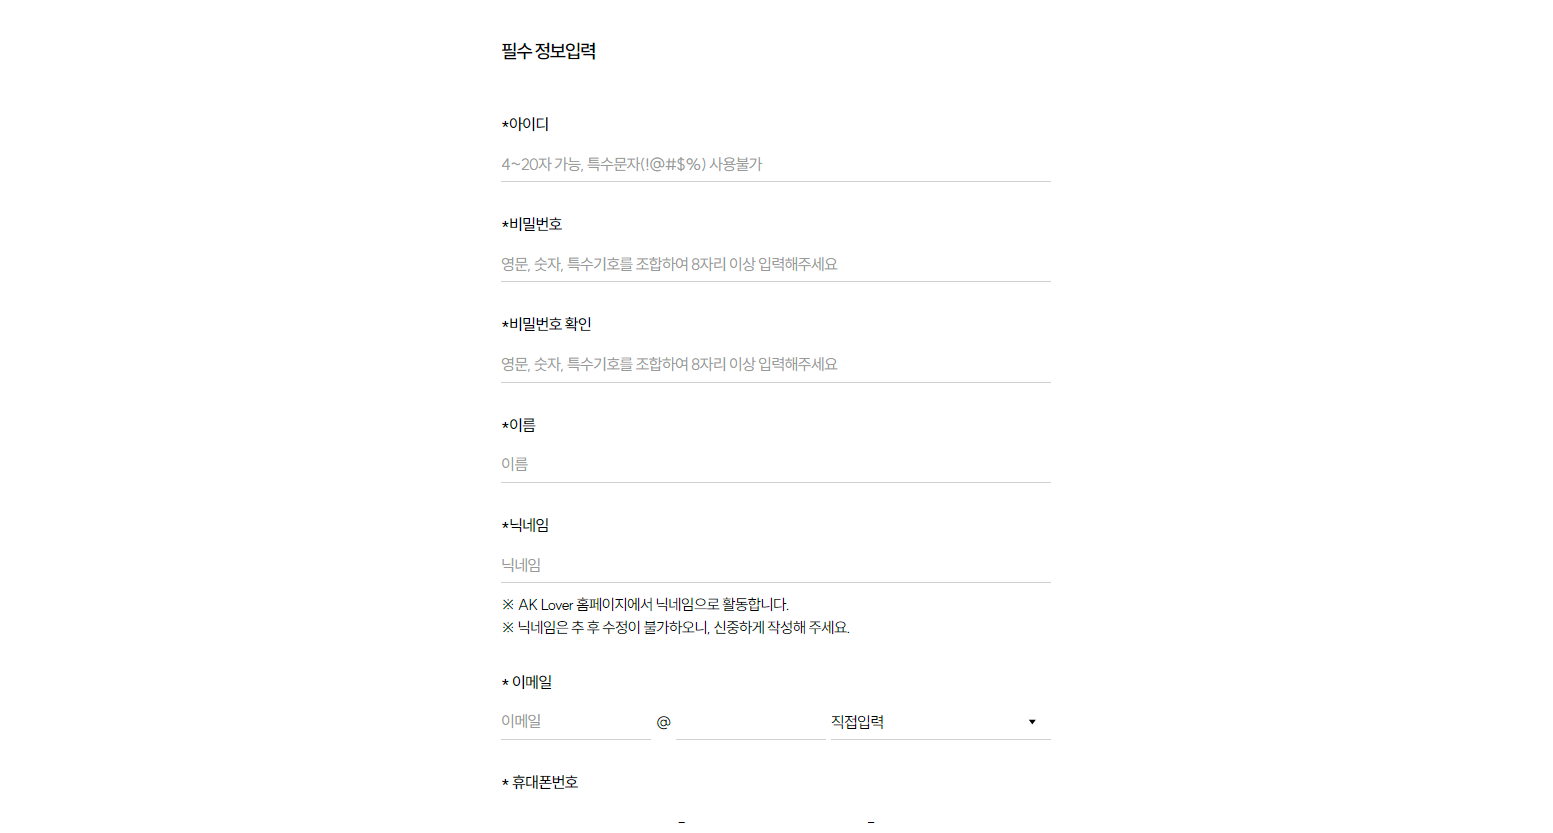 필수 정보입력
*아이디
4~20자 가능, 특수문자(!@#$%) 사용불가
*비밀번호
영문, 숫자, 특수기호를 조합하여 8자리 이상 입력해주세요
*비밀번호 확인
영문, 숫자, 특수기호를 조합하여 8자리 이상 입력해주세요
*이름
이름
*닉네임
닉네임
※ AK Lover 홈페이지에서 닉네임으로 활동합니다.
※ 닉네임은 추 후 수정이 불가하오니, 신중하게 작성해 주세요.
* 이메일
이메일 @ 직접입력
* 휴대폰번호